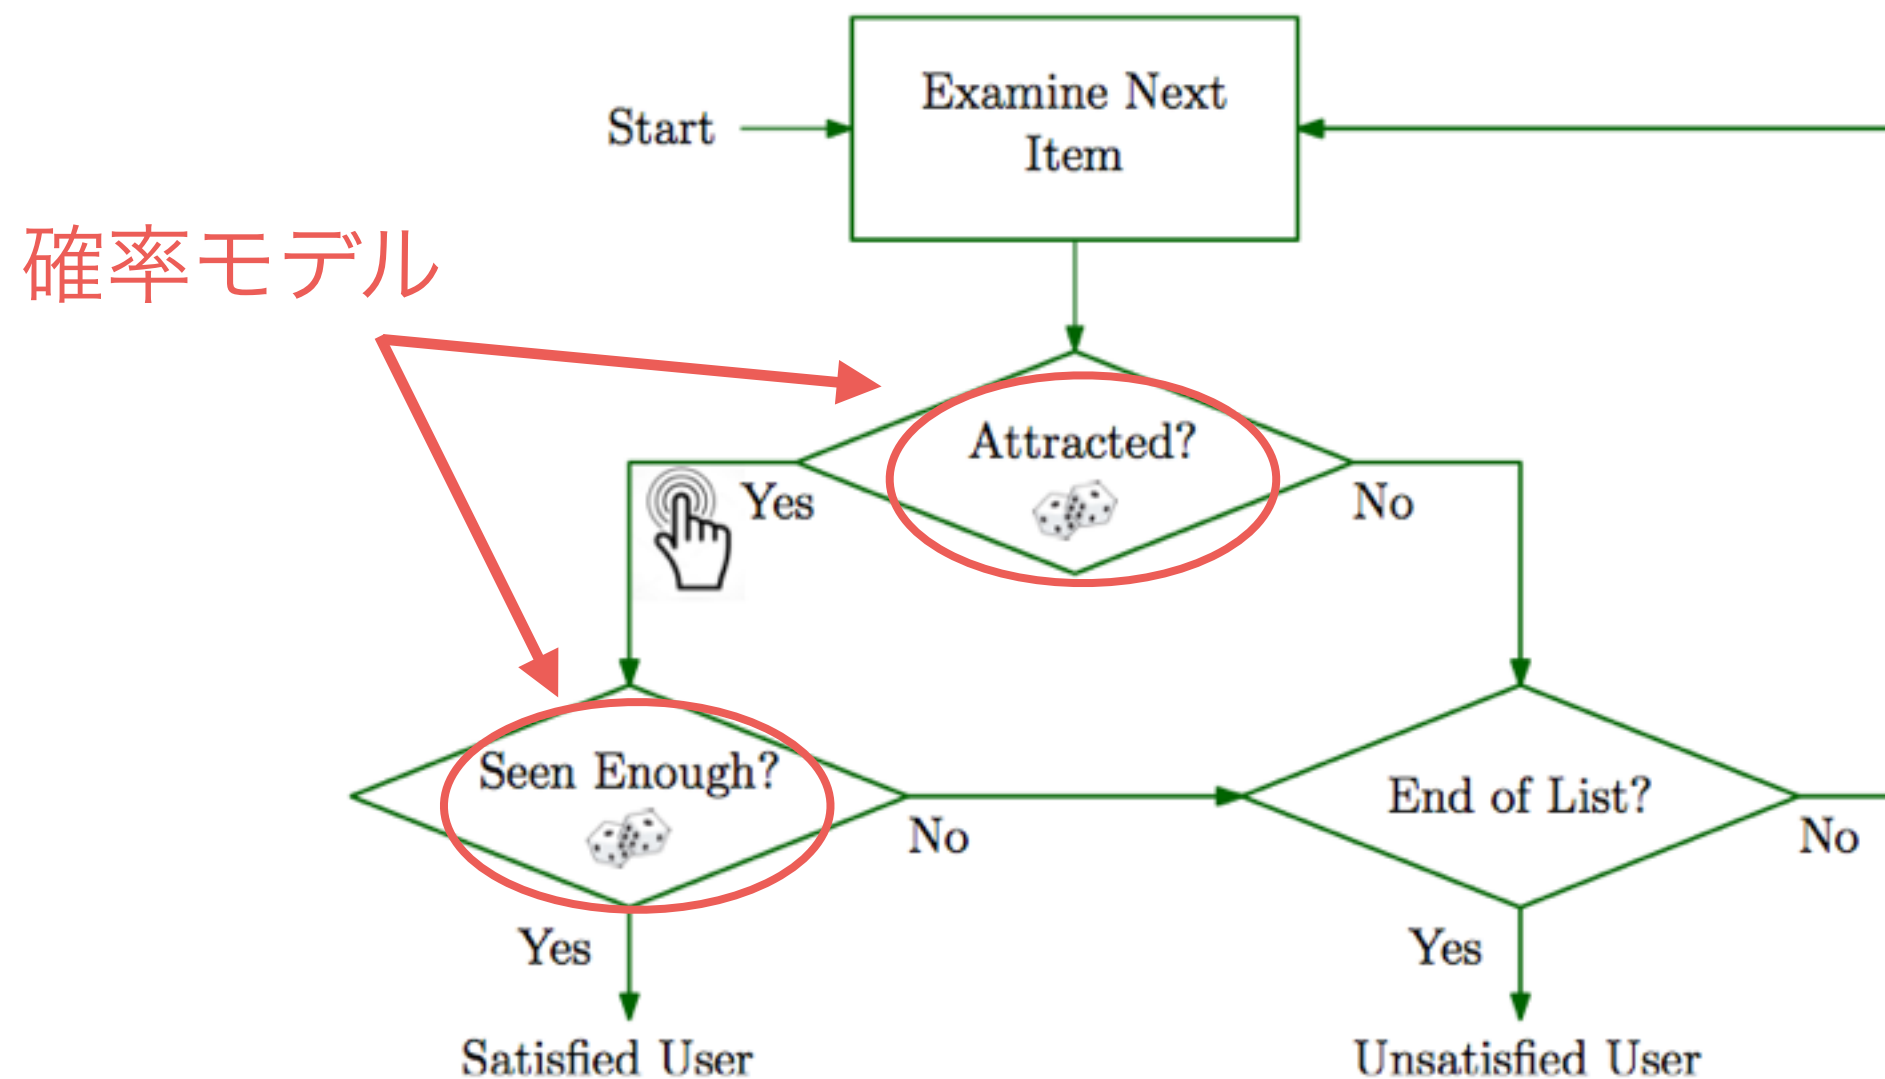 Examine Next
Item
Start
確率モデル
Attracted?
Yes
No
Seen Enough?
End of List?
No
No
Yes
Yes
Satisfied User
Unsatisfied User